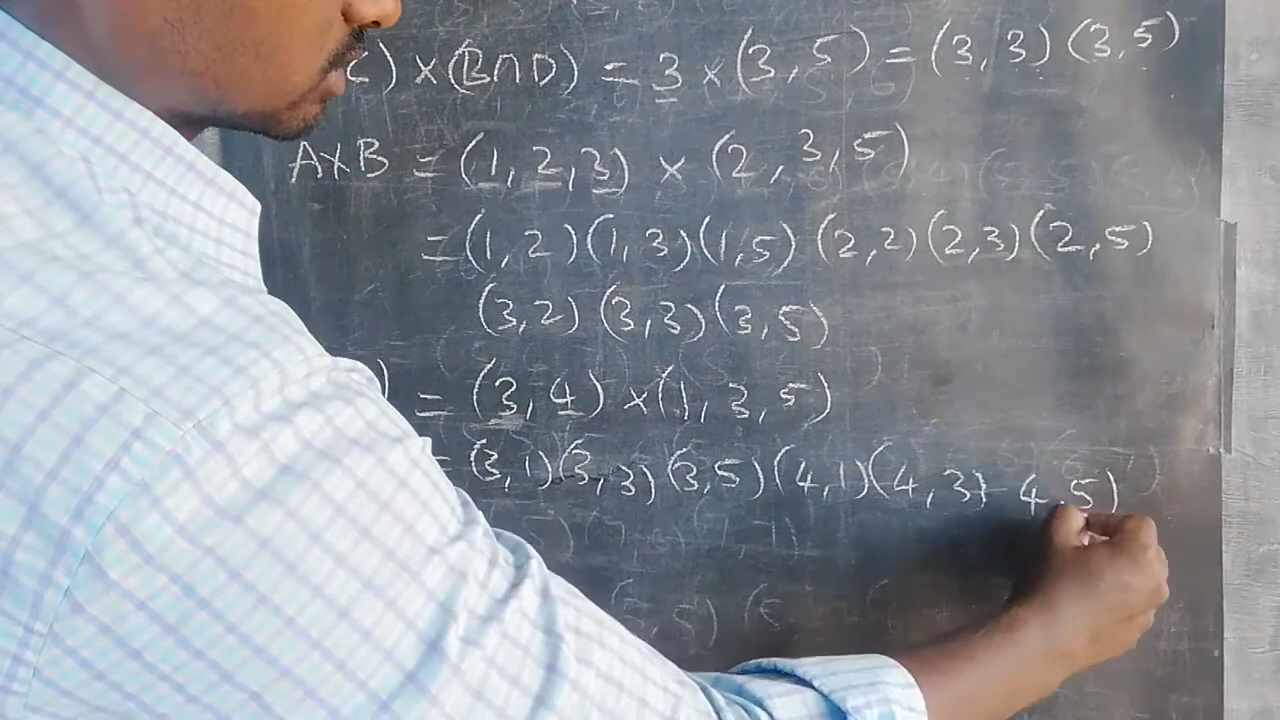 C) × (B∩D) = 3 × (3, 5) = (3, 3) (3, 5)
A×B = (1, 2, 3) × (2, 3, 5)
= (1, 2) (1, 3) (1, 5) (2, 2) (2, 3) (2, 5)
(3, 2) (3, 3) (3, 5)
) = (3, 4) × (1, 3, 5)
= (3, 1) (3, 3) (3, 5) (4, 1) (4, 3) 4, 5)